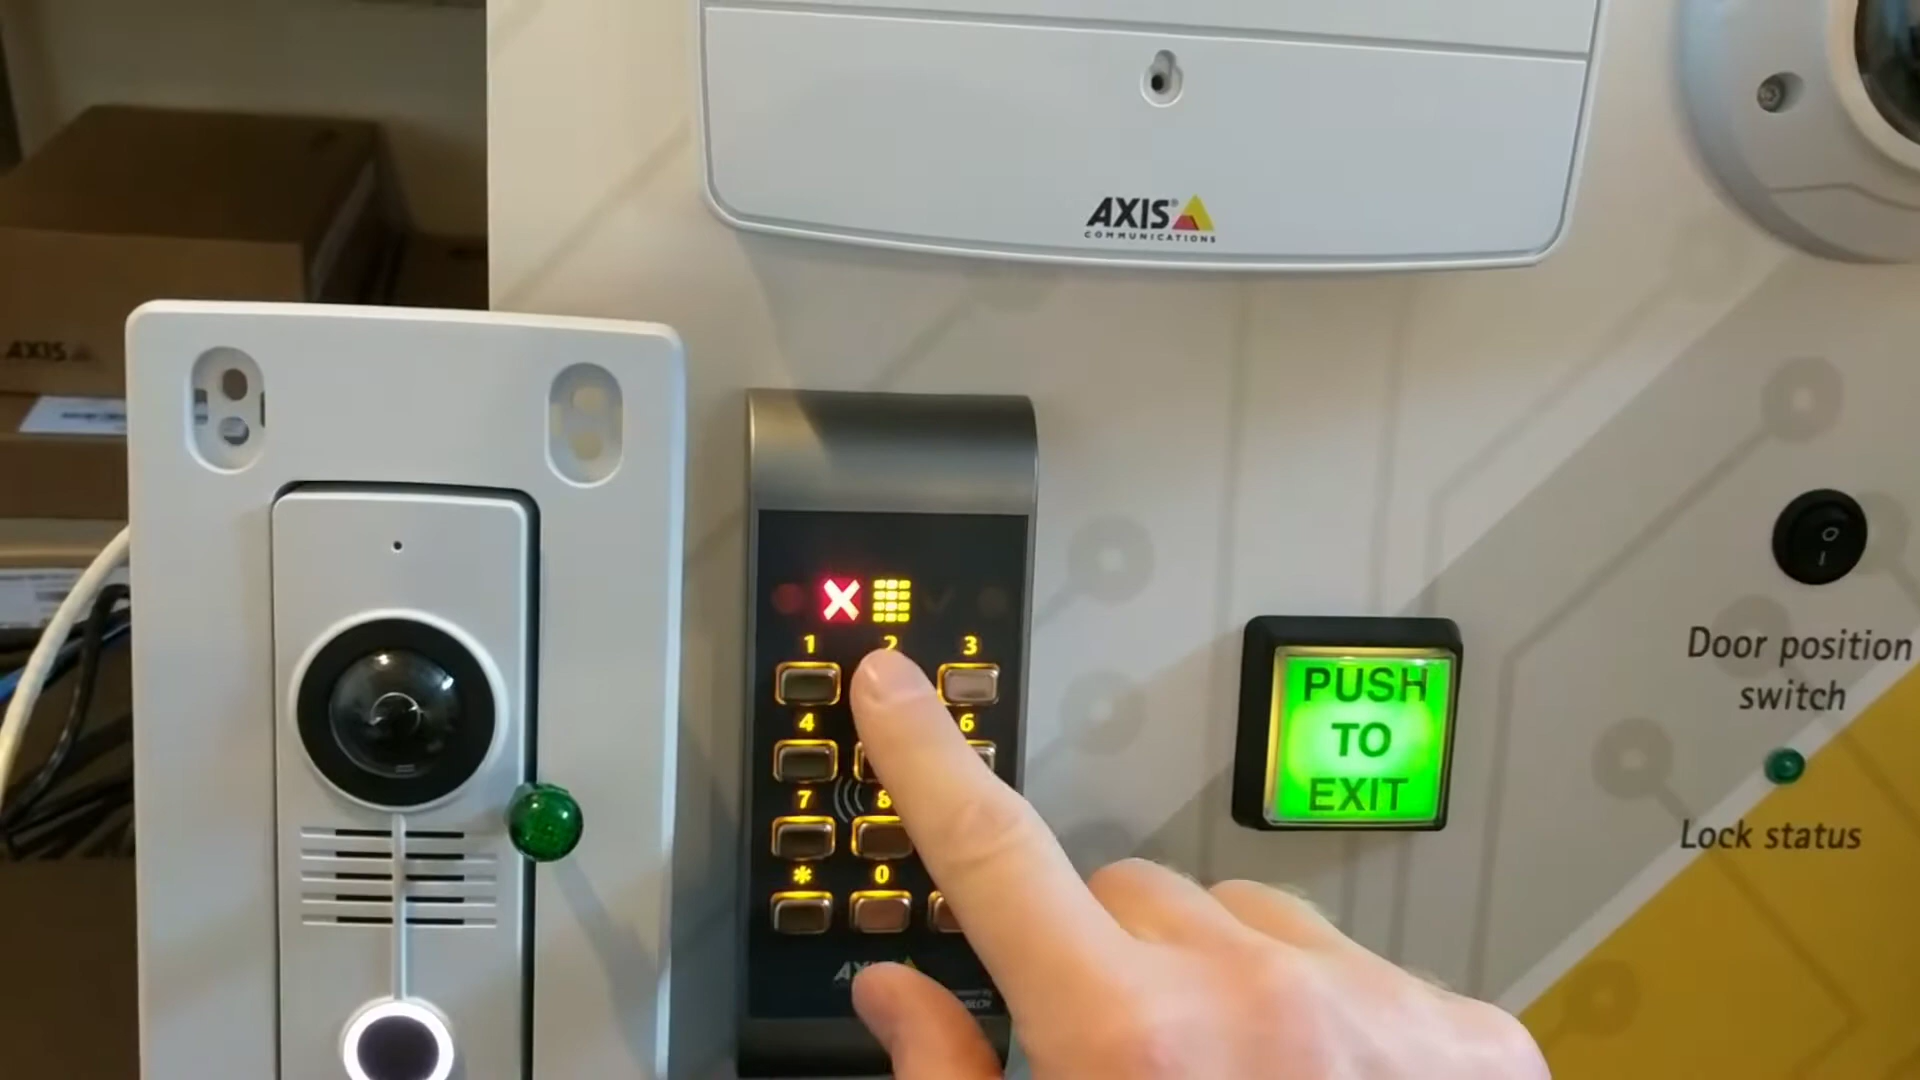 AXIS
COMMUNICATIONS
AXIS
1 2 3
4 6
7 8
* 0
PUSH
TO
EXIT
O
I
Door position
switch
Lock status